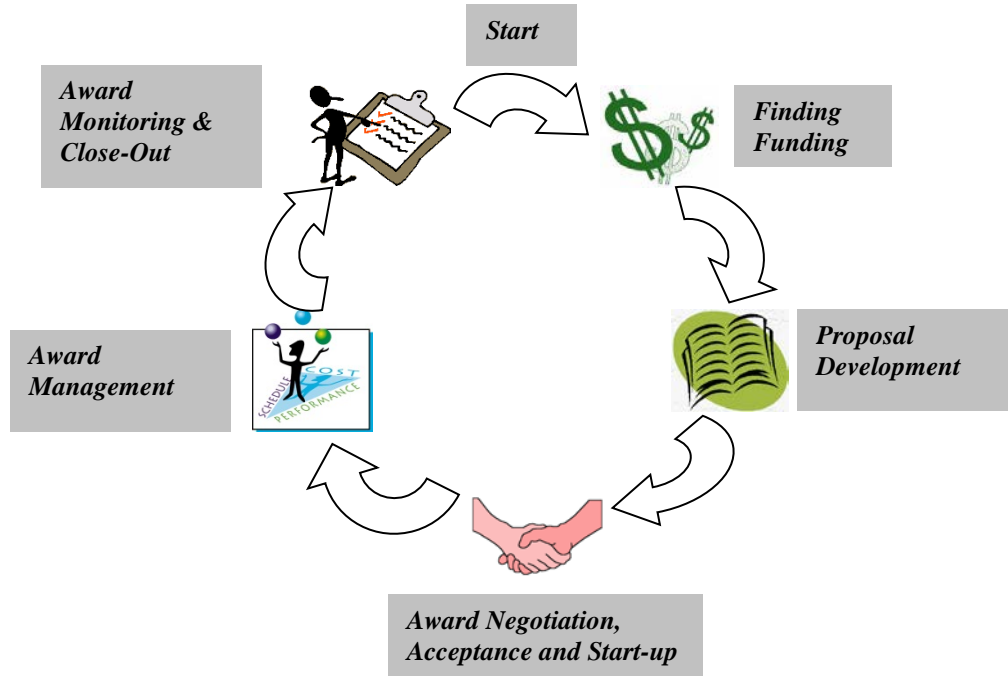 Start
Finding
Funding
Proposal
Development
Award Negotiation,
Acceptance and Start-up
Award
Management
SCHEDULE
COST
PERFORMANCE
Award
Monitoring &
Close-Out